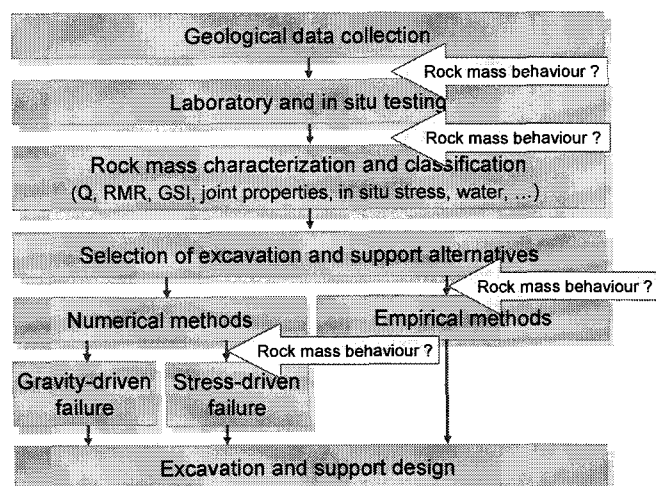 Geological data collection
Rock mass behaviour ?
Laboratory and in situ testing
Rock mass behaviour ?
Rock mass characterization and classification
(Q, RMR, GSI, joint properties, in situ stress, water, ...)
Selection of excavation and support alternatives
Rock mass behaviour ?
Numerical methods
Empirical methods
Rock mass behaviour ?
Gravity-driven
failure
Stress-driven
failure
Excavation and support design